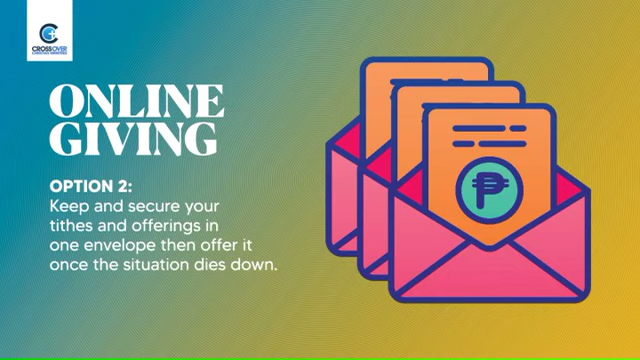 CROSSOVER
ONLINE
GIVING
OPTION 2:
Keep and secure your
tithes and offerings in
one envelope then offer it
once the situation dies down.
₱